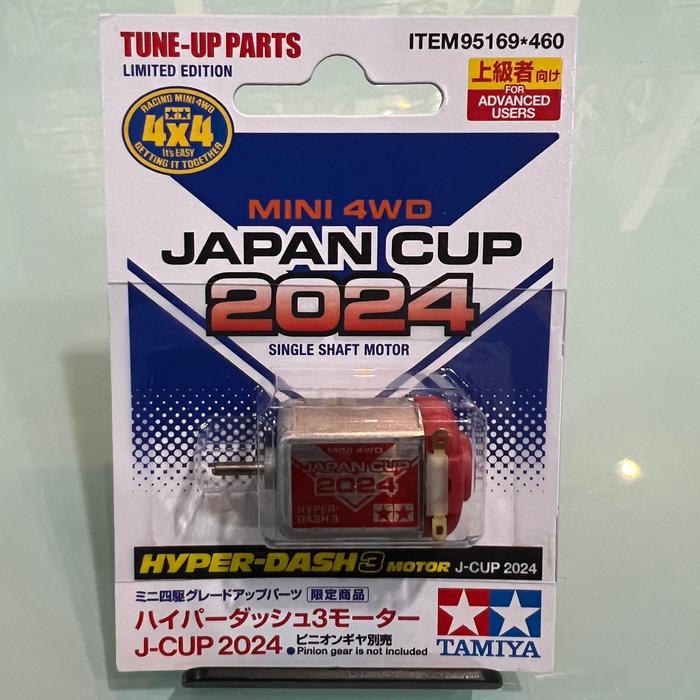 TUNE-UP PARTS
LIMITED EDITION
ITEM 95169*460
上級者向け
FOR
ADVANCED
USERS
RACING MINI 4WD
4x4
It's EASY
GETTING IT TOGETHER
MINI 4WD
JAPAN CUP
2024
SINGLE SHAFT MOTOR
MINI 4WD
JAPAN CUP
2024
HYPER-
DASH 3
HYPER-DASH 3 MOTOR J-CUP 2024
ミニ四駆グレードアップパーツ 限定商品
ハイパーダッシュ3モーター
J-CUP 2024
ピニオンギヤ別売
●Pinion gear is not included
TAMIYA